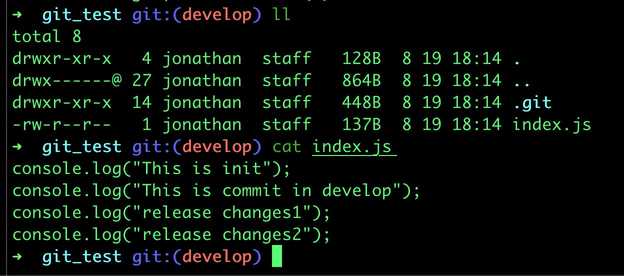 ➜  git_test git:(develop) ll
total 8
drwxr-xr-x   4 jonathan  staff   128B  8 19 18:14 .
drwx------@ 27 jonathan  staff   864B  8 19 18:14 ..
drwxr-xr-x  14 jonathan  staff   448B  8 19 18:14 .git
-rw-r--r--   1 jonathan  staff   137B  8 19 18:14 index.js
➜  git_test git:(develop) cat index.js
console.log("This is init");
console.log("This is commit in develop");
console.log("release changes1");
console.log("release changes2");
➜  git_test git:(develop)